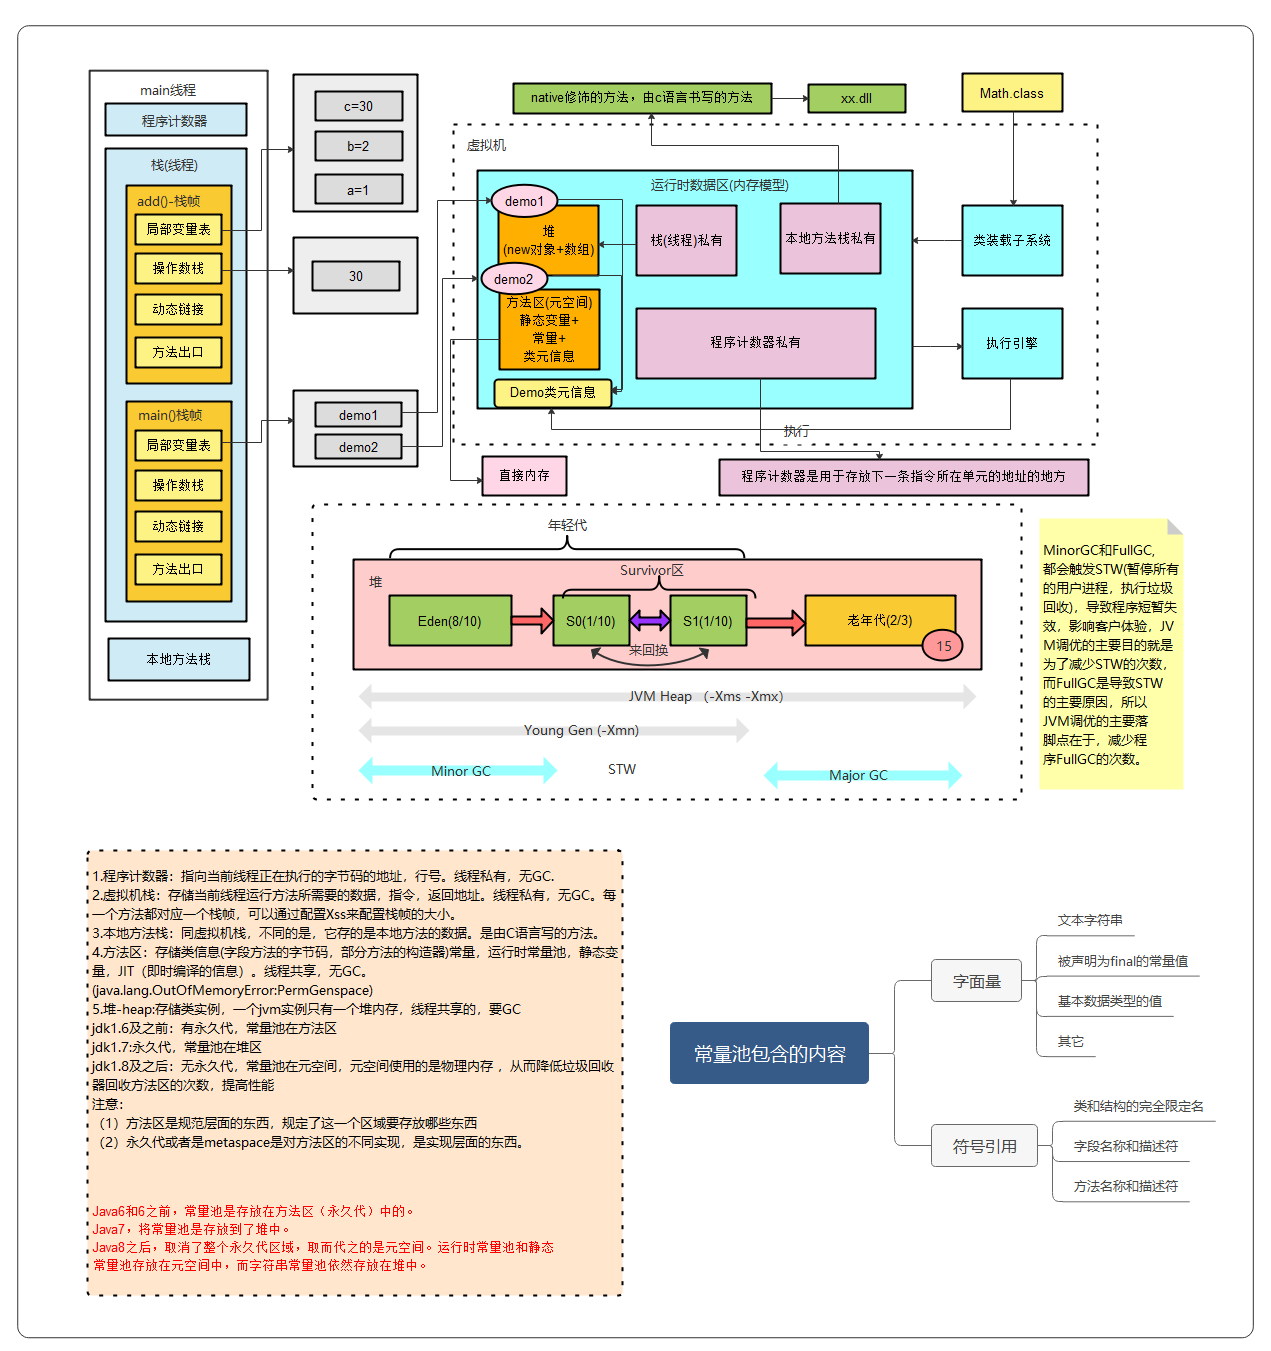 main线程
程序计数器
栈(线程)
add()-栈帧
局部变量表
操作数栈
动态链接
方法出口
main()栈帧
局部变量表
操作数栈
动态链接
方法出口
本地方法栈
c=30
b=2
a=1
30
demo1
demo2
native修饰的方法，由c语言书写的方法
xx.dll
Math.class
虚拟机
运行时数据区(内存模型)
demo1
堆
(new对象+数组)
栈(线程)私有
本地方法栈私有
类装载子系统
demo2
方法区(元空间)
静态变量+
常量+
类元信息
程序计数器私有
执行引擎
Demo类元信息
执行
直接内存
程序计数器是用于存放下一条指令所在单元的地址的地方
年轻代
堆
Survivor区
Eden(8/10)
S0(1/10)
S1(1/10)
老年代(2/3)
15
来回换
JVM Heap （-Xms -Xmx）
Young Gen (-Xmn)
Minor GC
STW
Major GC
MinorGC和FullGC,
都会触发STW(暂停所有
的用户进程，执行垃圾
回收)，导致程序短暂失
效，影响客户体验，JV
M调优的主要目的就是
为了减少STW的次数，
而FullGC是导致STW
的主要原因，所以
JVM调优的主要落
脚点在于，减少程
序FullGC的次数。
1.程序计数器：指向当前线程正在执行的字节码的地址，行号。线程私有，无GC.
2.虚拟机栈：存储当前线程运行方法所需要的数据，指令，返回地址。线程私有，无GC。每
一个方法都对应一个栈帧，可以通过配置Xss来配置栈帧的大小。
3.本地方法栈：同虚拟机栈，不同的是，它存的是本地方法的数据。是由C语言写的方法。
4.方法区：存储类信息(字段方法的字节码，部分方法的构造器)常量，运行时常量池，静态变
量，JIT（即时编译的信息）。线程共享，无GC。
(java.lang.OutOfMemoryError:PermGenspace)
5.堆-heap:存储类实例，一个jvm实例只有一个堆内存，线程共享的，要GC
jdk1.6及之前：有永久代，常量池在方法区
jdk1.7:永久代，常量池在堆区
jdk1.8及之后：无永久代，常量池在元空间，元空间使用的是物理内存 ，从而降低垃圾回收
器回收方法区的次数，提高性能
注意：
（1）方法区是规范层面的东西，规定了这一个区域要存放哪些东西
（2）永久代或者是metaspace是对方法区的不同实现，是实现层面的东西。
Java6和6之前，常量池是存放在方法区（永久代）中的。
Java7，将常量池是存放到了堆中。
Java8之后，取消了整个永久代区域，取而代之的是元空间。运行时常量池和静态
常量池存放在元空间中，而字符串常量池依然存放在堆中。
常量池包含的内容
字面量
文本字符串
被声明为final的常量值
基本数据类型的值
其它
符号引用
类和结构的完全限定名
字段名称和描述符
方法名称和描述符